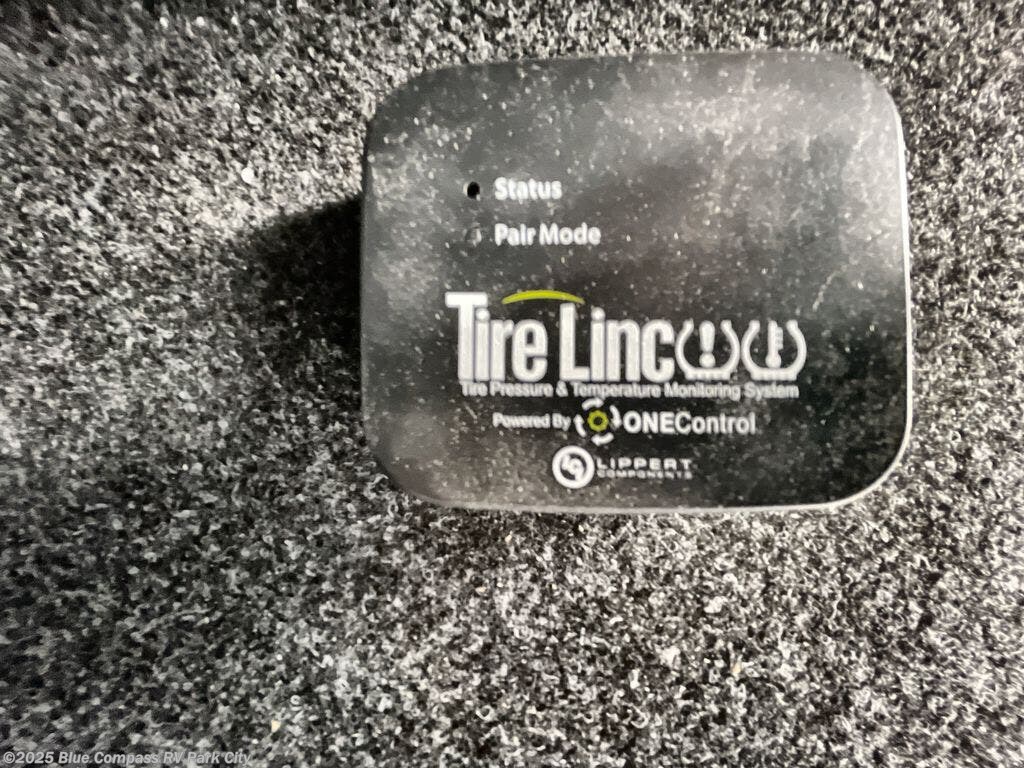 Status
Pair Mode
Tire Linc
Tire Pressure & Temperature Monitoring System
Powered By ONEControl
LIPPERT
COMPONENTS
©2025 Blue Compass RV Park City